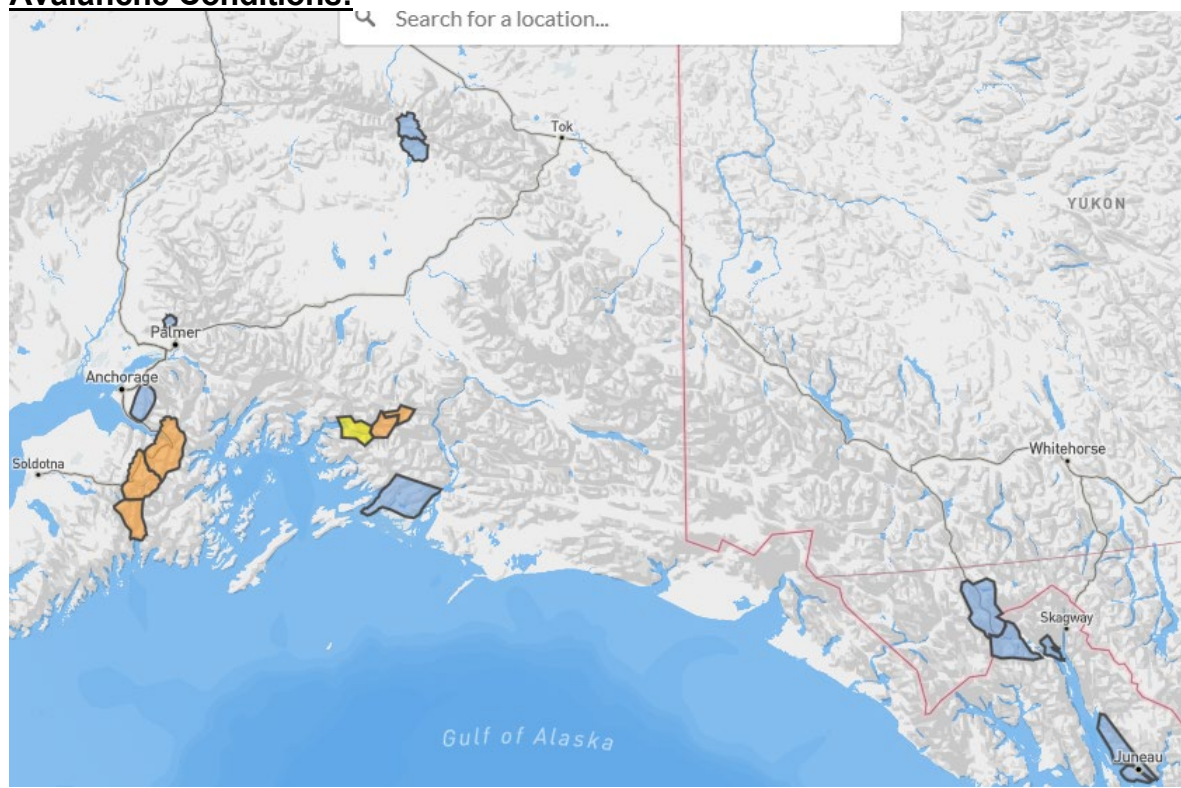 Avalanche Conditions:
Search for a location...
Tok
YUKON
Palmer
Anchorage
Soldotna
Whitehorse
Skagway
Gulf of Alaska
Juneau